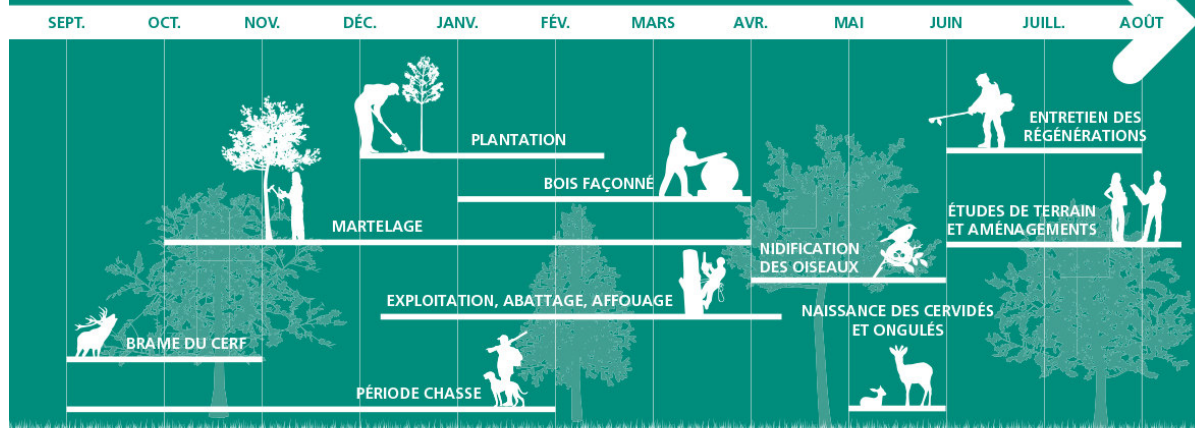 SEPT. OCT. NOV. DÉC. JANV. FÉV. MARS AVR. MAI JUIN JUILL. AOÛT
PLANTATION
ENTRETIEN DES
RÉGÉNÉRATIONS
BOIS FAÇONNÉ
MARTELAGE
ÉTUDES DE TERRAIN
ET AMÉNAGEMENTS
NIDIFICATION
DES OISEAUX
EXPLOITATION, ABATTAGE, AFFOUAGE
NAISSANCE DES CERVIDÉS
ET ONGULÉS
BRAME DU CERF
PÉRIODE CHASSE